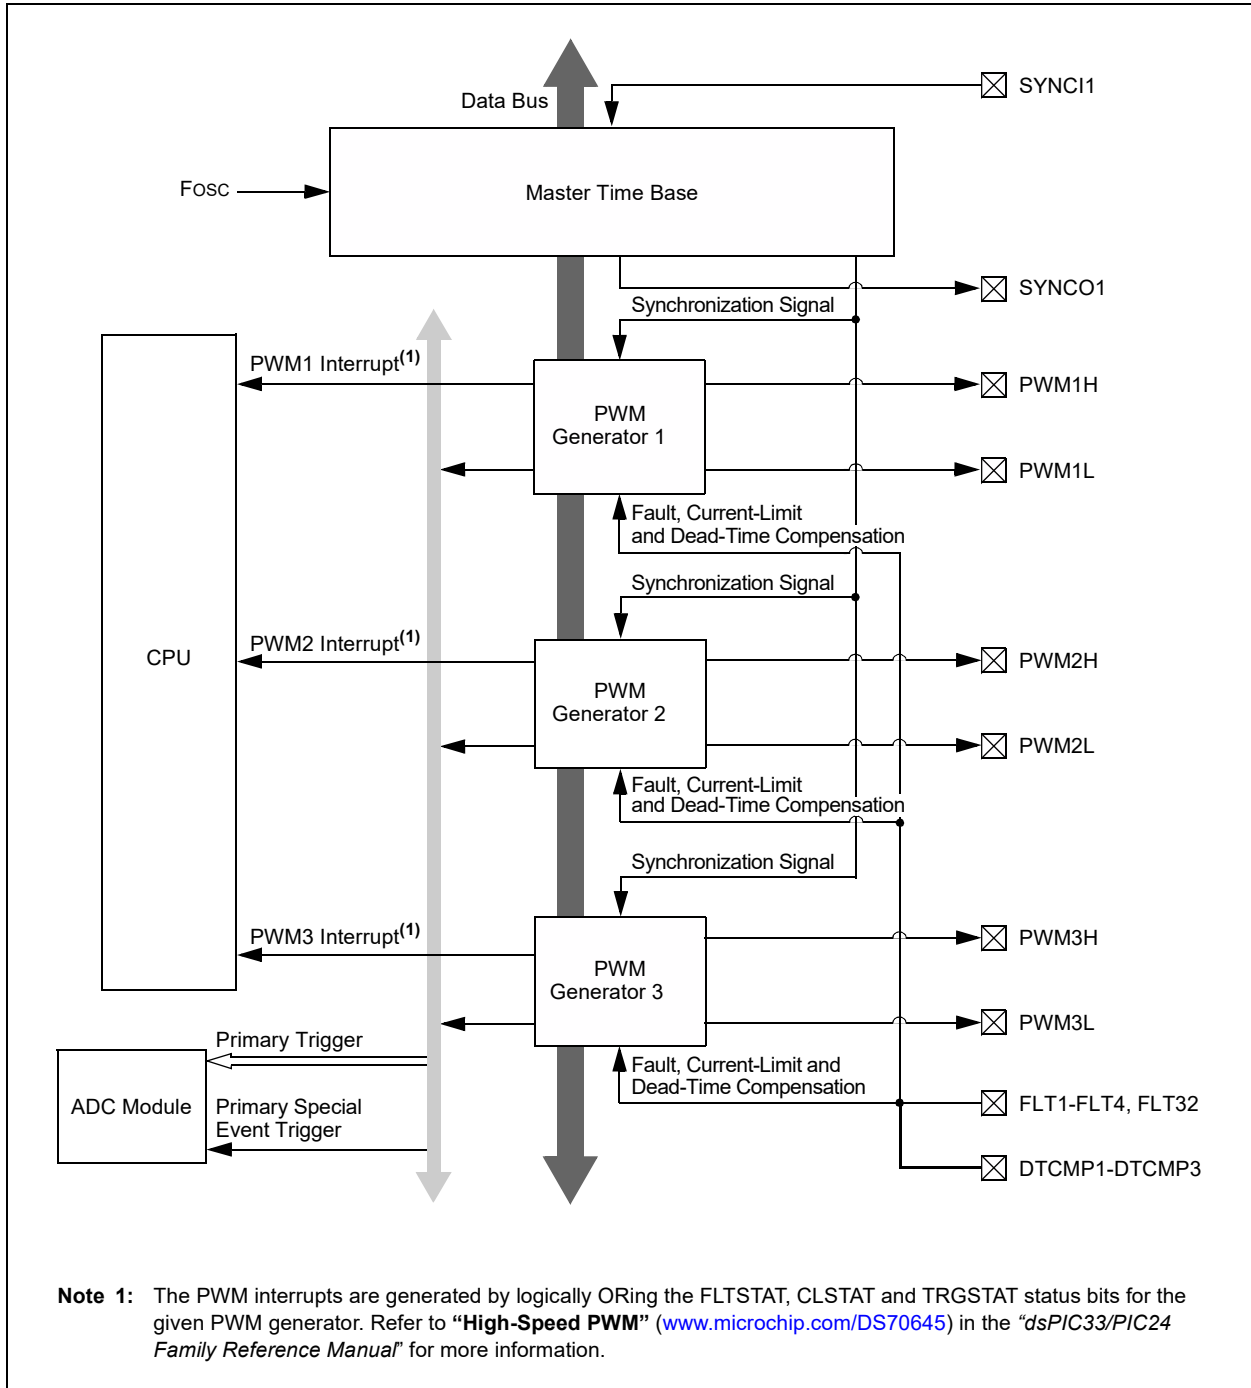 SYNCI1
Data Bus
FOSC
Master Time Base
SYNCO1
Synchronization Signal
PWM1 Interrupt(1)
PWM1H
PWM
Generator 1
PWM1L
Fault, Current-Limit
and Dead-Time Compensation
Synchronization Signal
CPU
PWM2 Interrupt(1)
PWM2H
PWM
Generator 2
PWM2L
Fault, Current-Limit
and Dead-Time Compensation
Synchronization Signal
PWM3 Interrupt(1)
PWM3H
PWM
Generator 3
PWM3L
Primary Trigger
Fault, Current-Limit and
Dead-Time Compensation
ADC Module
Primary Special
Event Trigger
FLT1-FLT4, FLT32
DTCMP1-DTCMP3
Note 1: The PWM interrupts are generated by logically ORing the FLTSTAT, CLSTAT and TRGSTAT status bits for the
given PWM generator. Refer to “High-Speed PWM” (www.microchip.com/DS70645) in the “dsPIC33/PIC24
Family Reference Manual” for more information.